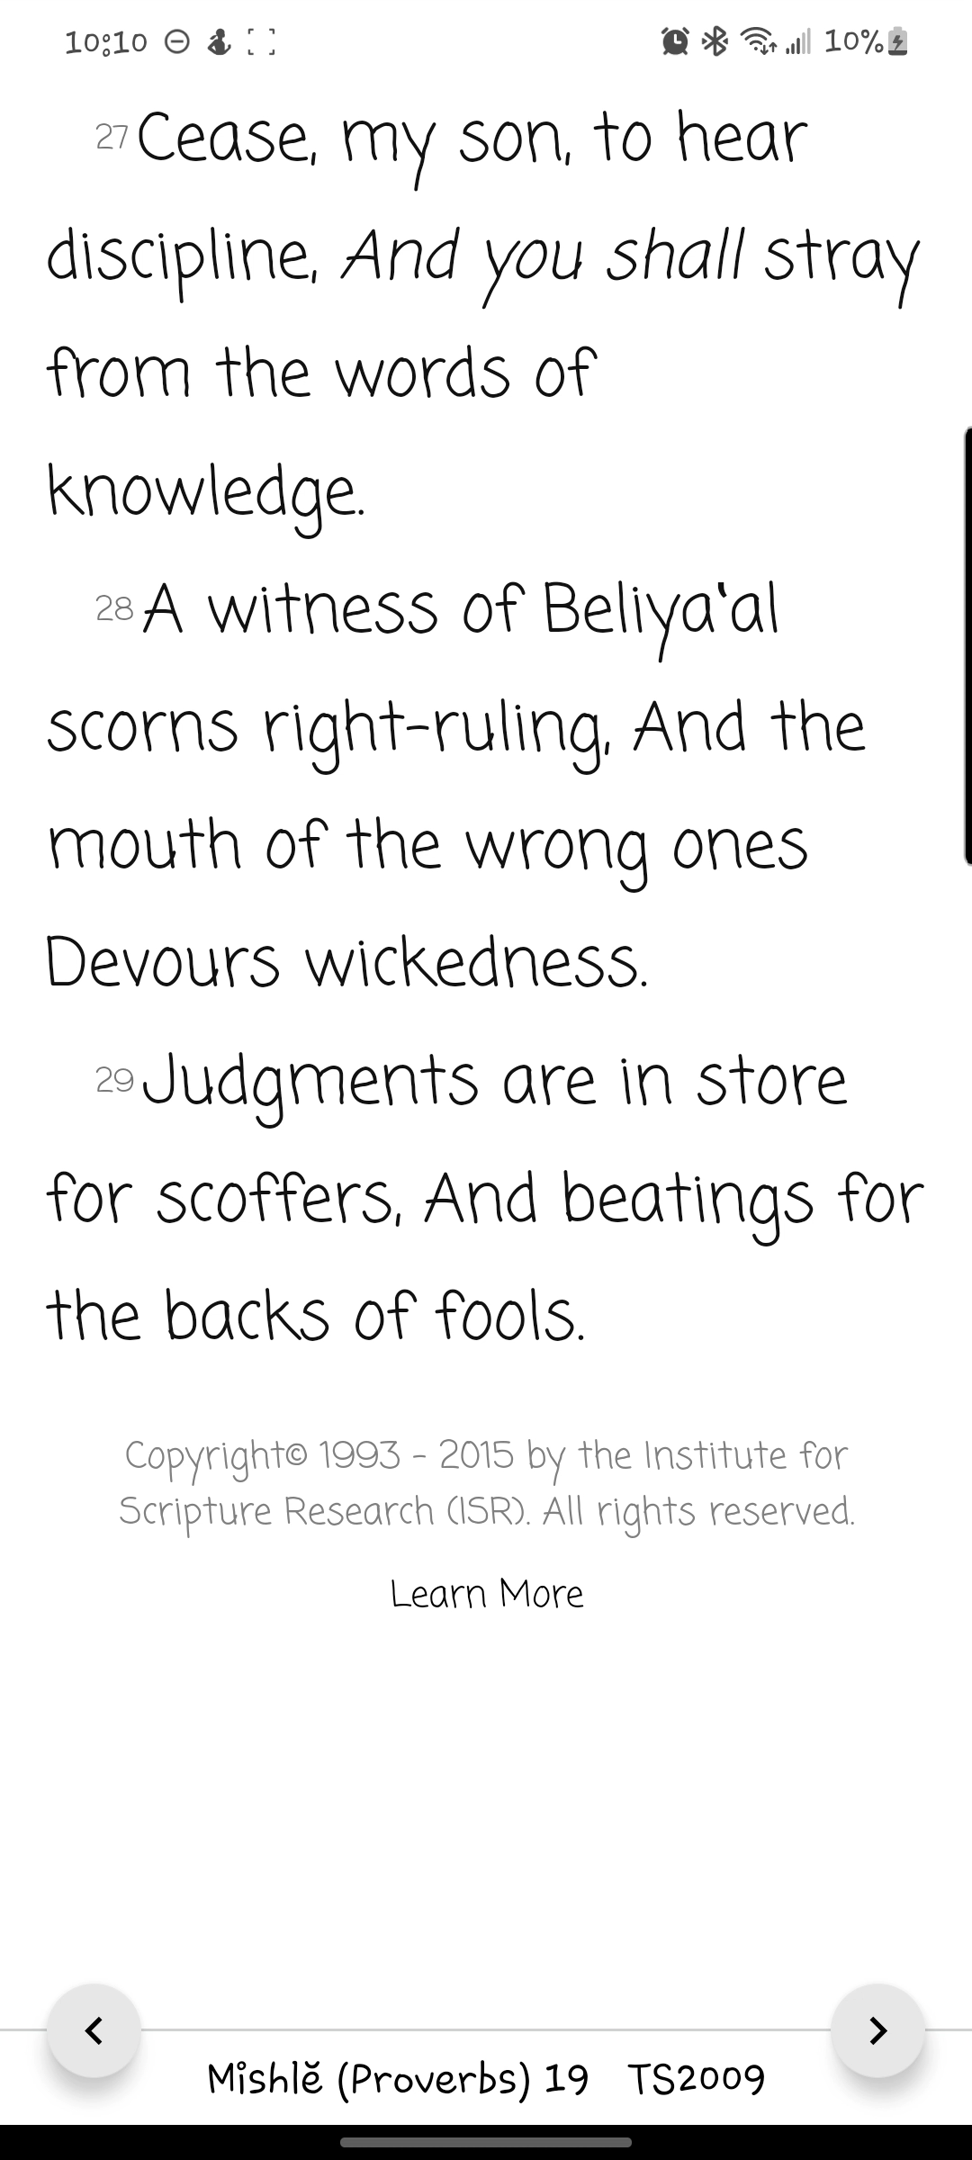 10:10 10%
27 Cease, my son, to hear
discipline, And you shall stray
from the words of
knowledge.
28 A witness of Beliya‛al
scorns right-ruling, And the
mouth of the wrong ones
Devours wickedness.
29 Judgments are in store
for scoffers, And beatings for
the backs of fools.
Copyright© 1993 - 2015 by the Institute for
Scripture Research (ISR). All rights reserved.
Learn More
Mishlĕ (Proverbs) 19 TS2009